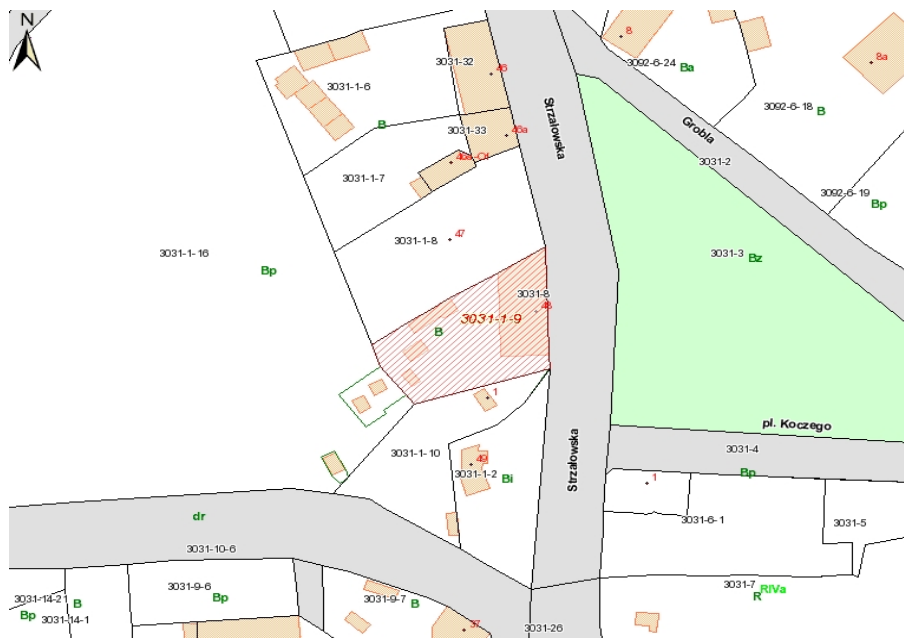 N
8
3031-32
46
3092-6-24
Ba
8a
3031-1-6
3092-6-18
B
B
3031-33
46a
Strzałowska
Grobla
46a-Of
3031-2
3031-1-7
3092-6-19
Bp
47
3031-1-8
3031-1-16
3031-3
Bz
Bp
3031-8
48
3031-1-9
B
1
pl. Koczego
Strzałowska
3031-4
3031-1-10
49
3031-1-2
Bi
Bp
1
dr
3031-6-1
3031-5
3031-10-6
3031-9-6
Bp
3031-7
RIVa
R
3031-14-21
B
Bp
3031-14-1
3031-9-7
B
37
3031-26